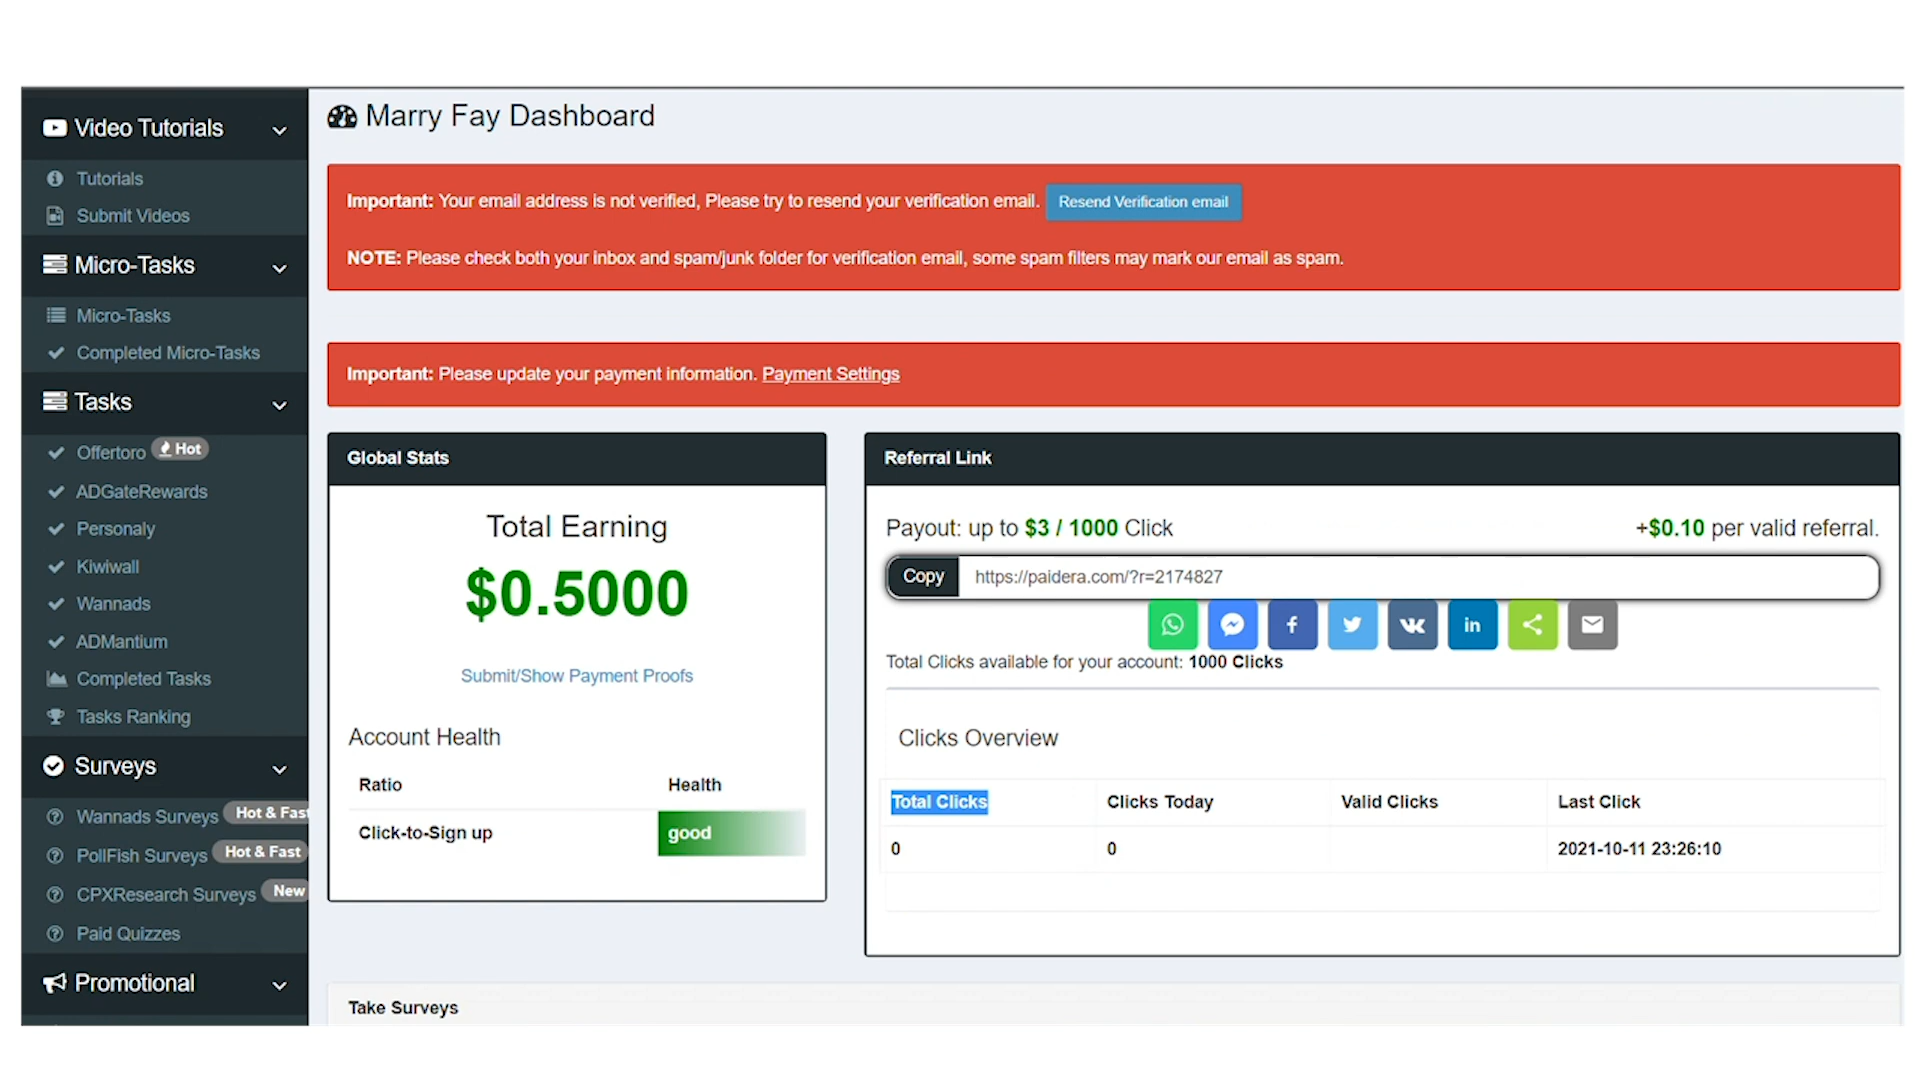 Video Tutorials
Tutorials
Submit Videos
Micro-Tasks
Micro-Tasks
Completed Micro-Tasks
Tasks
Offertoro Hot
ADGateRewards
Personaly
Kiwiwall
Wannads
ADMantium
Completed Tasks
Tasks Ranking
Surveys
Wannads Surveys Hot & Fast
PollFish Surveys Hot & Fast
CPXResearch Surveys New
Paid Quizzes
Promotional
Marry Fay Dashboard
Important: Your email address is not verified, Please try to resend your verification email. Resend Verification email
NOTE: Please check both your inbox and spam/junk folder for verification email, some spam filters may mark our email as spam.
Important: Please update your payment information. Payment Settings
Global Stats
Total Earning
$0.5000
Submit/Show Payment Proofs
Account Health
Ratio Health
Click-to-Sign up good
Referral Link
Payout: up to $3 / 1000 Click +$0.10 per valid referral.
Copy https://paidera.com/?r=2174827
Total Clicks available for your account: 1000 Clicks
Clicks Overview
Total Clicks Clicks Today Valid Clicks Last Click
0 0 2021-10-11 23:26:10
Take Surveys